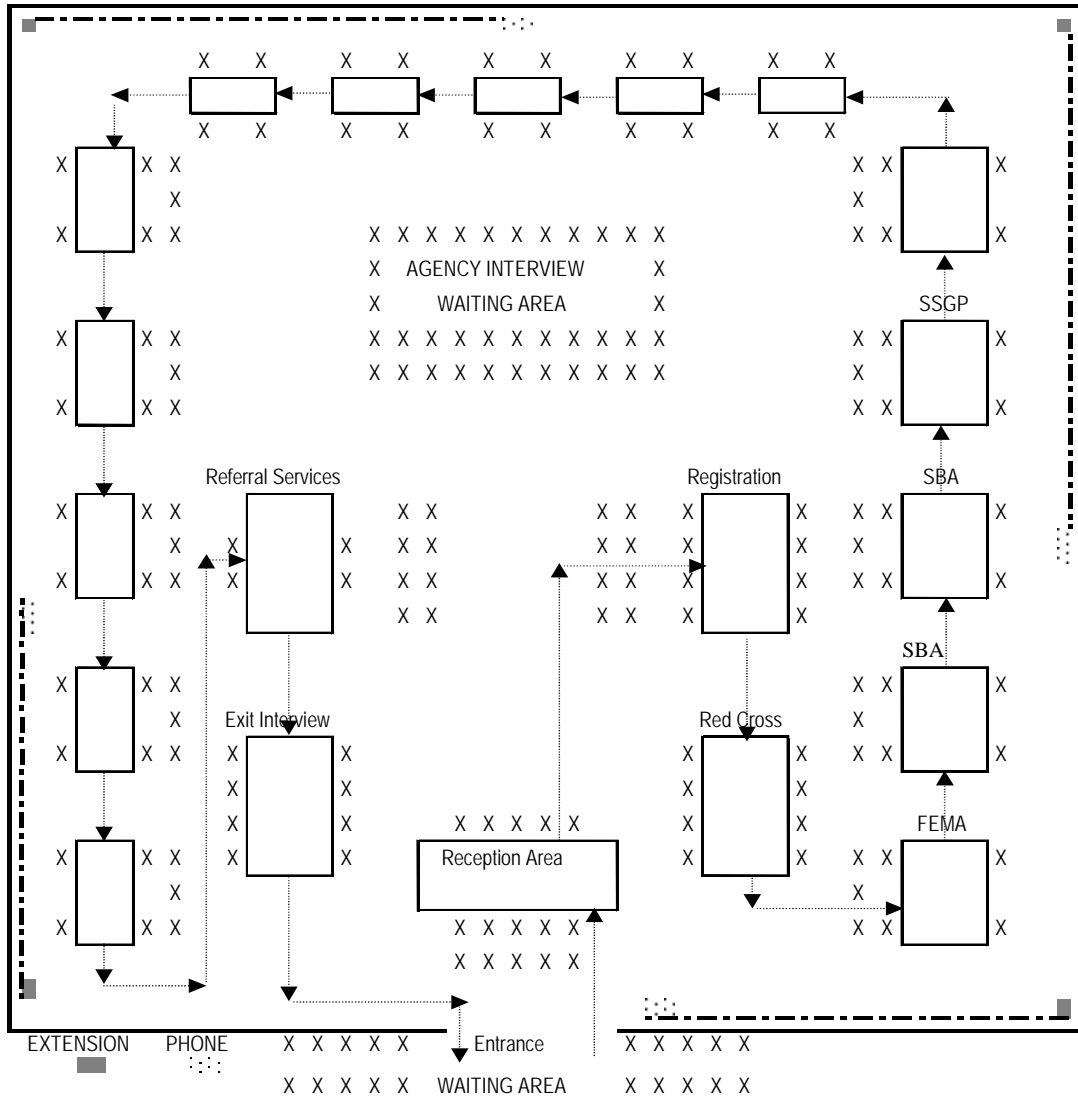 X X X X X X X X X X
X X X X X X X X X X
X X X X X X
X X
X X X X X X X X X X X X X X X X X
X AGENCY INTERVIEW X
X WAITING AREA X SSGP
X X X X X X X X X X X X X X X X X
X X X X X X X X X X X X X
X X X X X X
Referral Services Registration SBA
X X X X X X X X X X X X
X X X X X X X X X X
X X X X X X X X X X X X X X
X X X X X X
SBA
X X X X X X
X Exit Interview Red Cross X
X X X X X X X X X X
X X X X
X X X X X X X X X FEMA
X X X X X Reception Area X X X X X
X X
X X X X X X X X X X X
X X X X X
EXTENSION PHONE X X X X X Entrance X X X X X
X X X X X WAITING AREA X X X X X